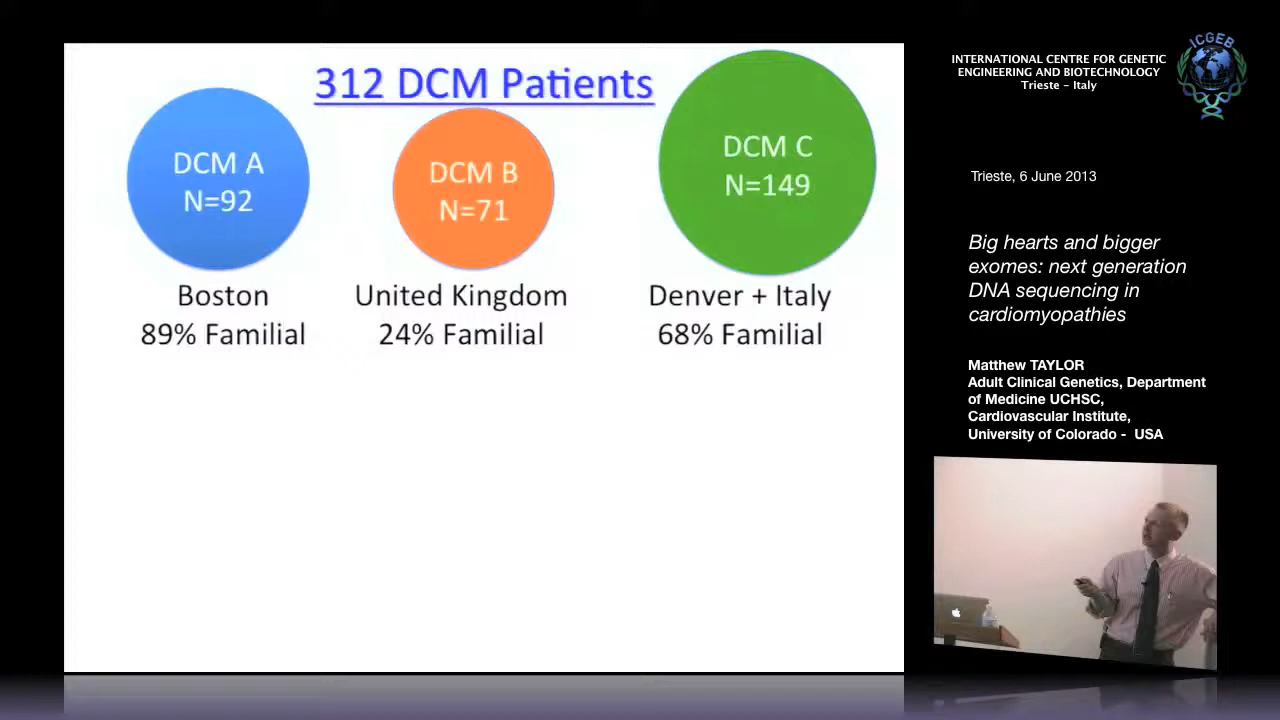 312 DCM Patients
DCM A
N=92
DCM B
N=71
DCM C
N=149
Boston
89% Familial
United Kingdom
24% Familial
Denver + Italy
68% Familial
INTERNATIONAL CENTRE FOR GENETIC
ENGINEERING AND BIOTECHNOLOGY
Trieste - Italy
ICGEB
Trieste, 6 June 2013
Big hearts and bigger
exomes: next generation
DNA sequencing in
cardiomyopathies
Matthew TAYLOR
Adult Clinical Genetics, Department
of Medicine UCHSC,
Cardiovascular Institute,
University of Colorado - USA